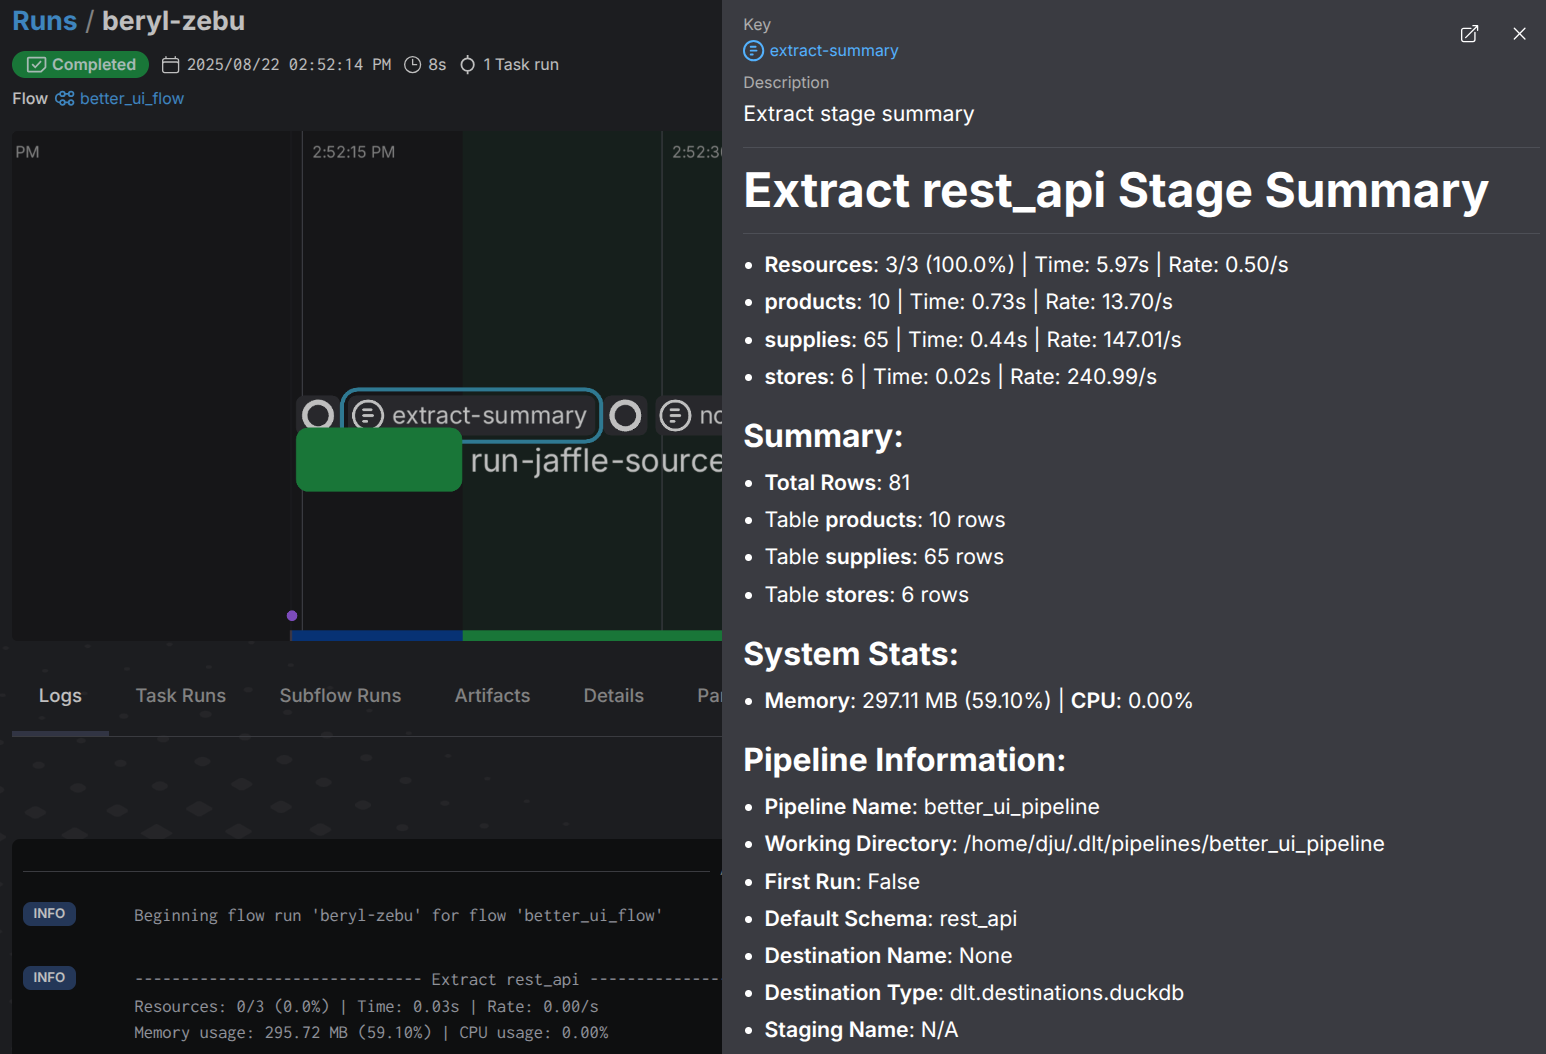 Runs / beryl-zebu
Completed 2025/08/22 02:52:14 PM 8s 1 Task run
Flow better_ui_flow
PM 2:52:15 PM 2:52:30
extract-summary
run-jaffle-source
Logs Task Runs Subflow Runs Artifacts Details
INFO Beginning flow run 'beryl-zebu' for flow 'better_ui_flow'
INFO ------------------------------- Extract rest_api --------------
Resources: 0/3 (0.0%) | Time: 0.03s | Rate: 0.00/s
Memory usage: 295.72 MB (59.10%) | CPU usage: 0.00%
Key
extract-summary
Description
Extract stage summary
Extract rest_api Stage Summary
• Resources: 3/3 (100.0%) | Time: 5.97s | Rate: 0.50/s
• products: 10 | Time: 0.73s | Rate: 13.70/s
• supplies: 65 | Time: 0.44s | Rate: 147.01/s
• stores: 6 | Time: 0.02s | Rate: 240.99/s
Summary:
• Total Rows: 81
• Table products: 10 rows
• Table supplies: 65 rows
• Table stores: 6 rows
System Stats:
• Memory: 297.11 MB (59.10%) | CPU: 0.00%
Pipeline Information:
• Pipeline Name: better_ui_pipeline
• Working Directory: /home/dju/.dlt/pipelines/better_ui_pipeline
• First Run: False
• Default Schema: rest_api
• Destination Name: None
• Destination Type: dlt.destinations.duckdb
• Staging Name: N/A